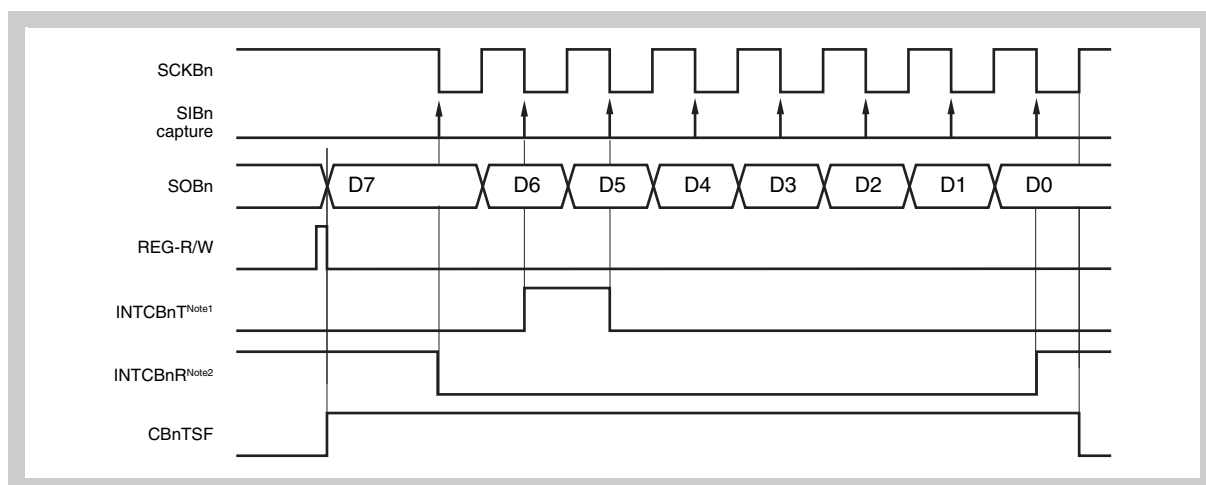 SCKBn
SIBn
capture
SOBn
D7 D6 D5 D4 D3 D2 D1 D0
REG-R/W
INTCBnTNote1
INTCBnRNote2
CBnTSF